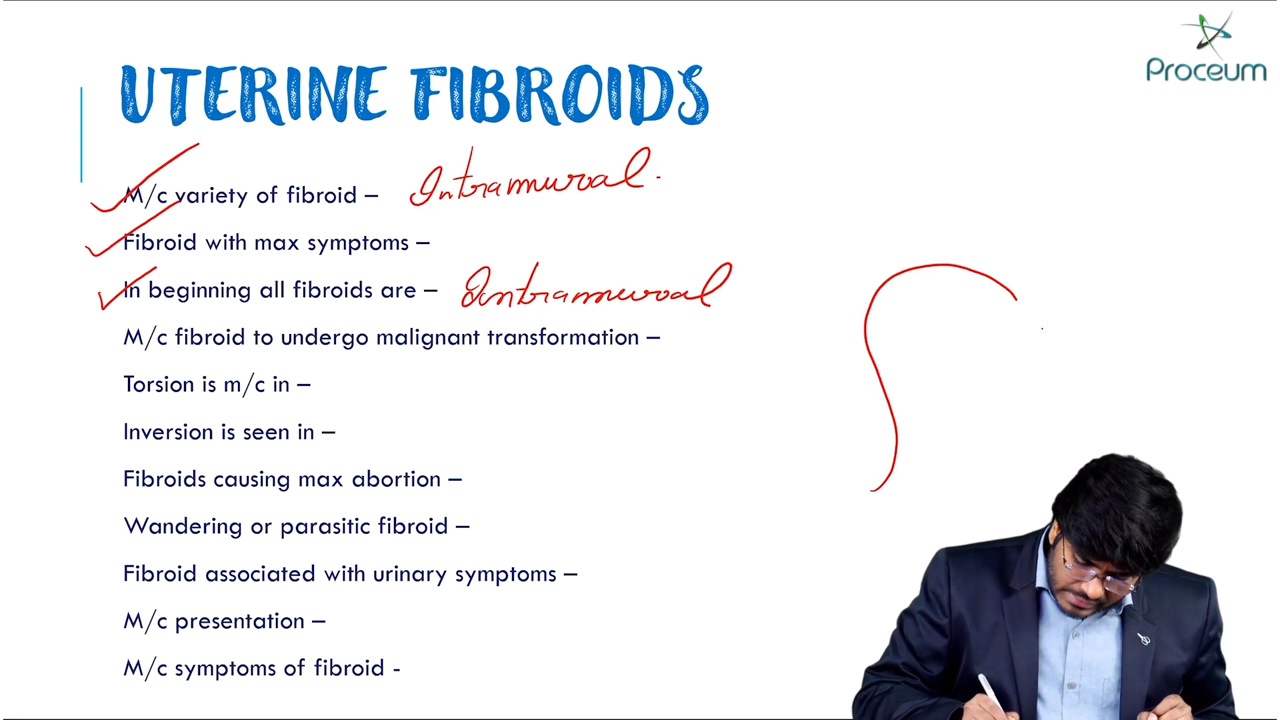 Proceum
UTERINE FIBROIDS
M/c variety of fibroid – Intramural.
Fibroid with max symptoms –
In beginning all fibroids are – Intramural
M/c fibroid to undergo malignant transformation –
Torsion is m/c in –
Inversion is seen in –
Fibroids causing max abortion –
Wandering or parasitic fibroid –
Fibroid associated with urinary symptoms –
M/c presentation –
M/c symptoms of fibroid -